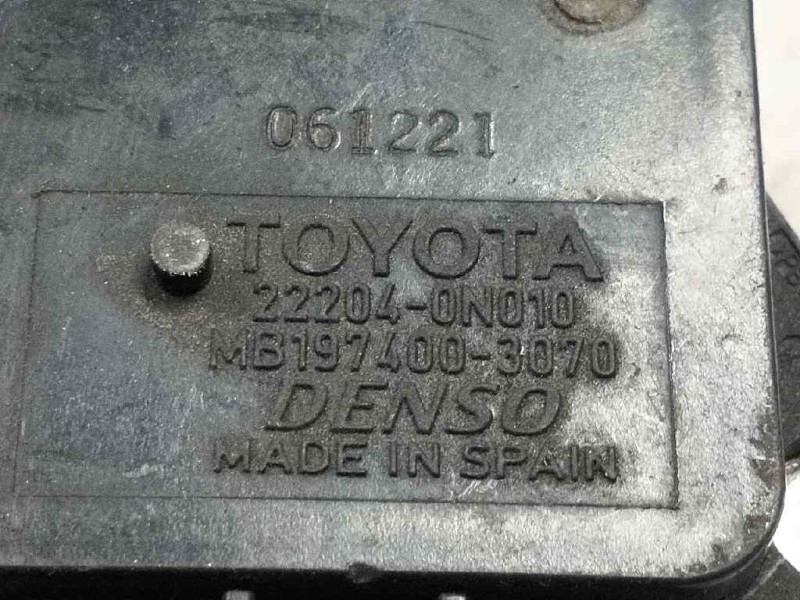 061221
TOYOTA
22204-0N010
MB197400-3070
DENSO
MADE IN SPAIN